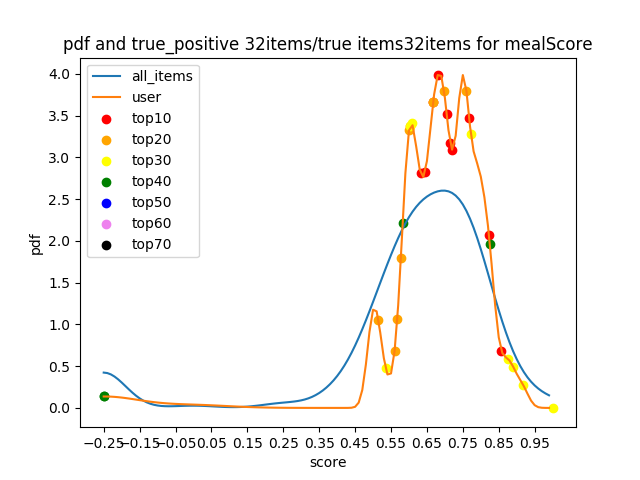 pdf and true_positive 32items/true items32items for mealScore
4.0
3.5
3.0
2.5
2.0
1.5
1.0
0.5
0.0
pdf
all_items
user
top10
top20
top30
top40
top50
top60
top70
−0.25 −0.15 −0.05 0.05 0.15 0.25 0.35 0.45 0.55 0.65 0.75 0.85 0.95
score